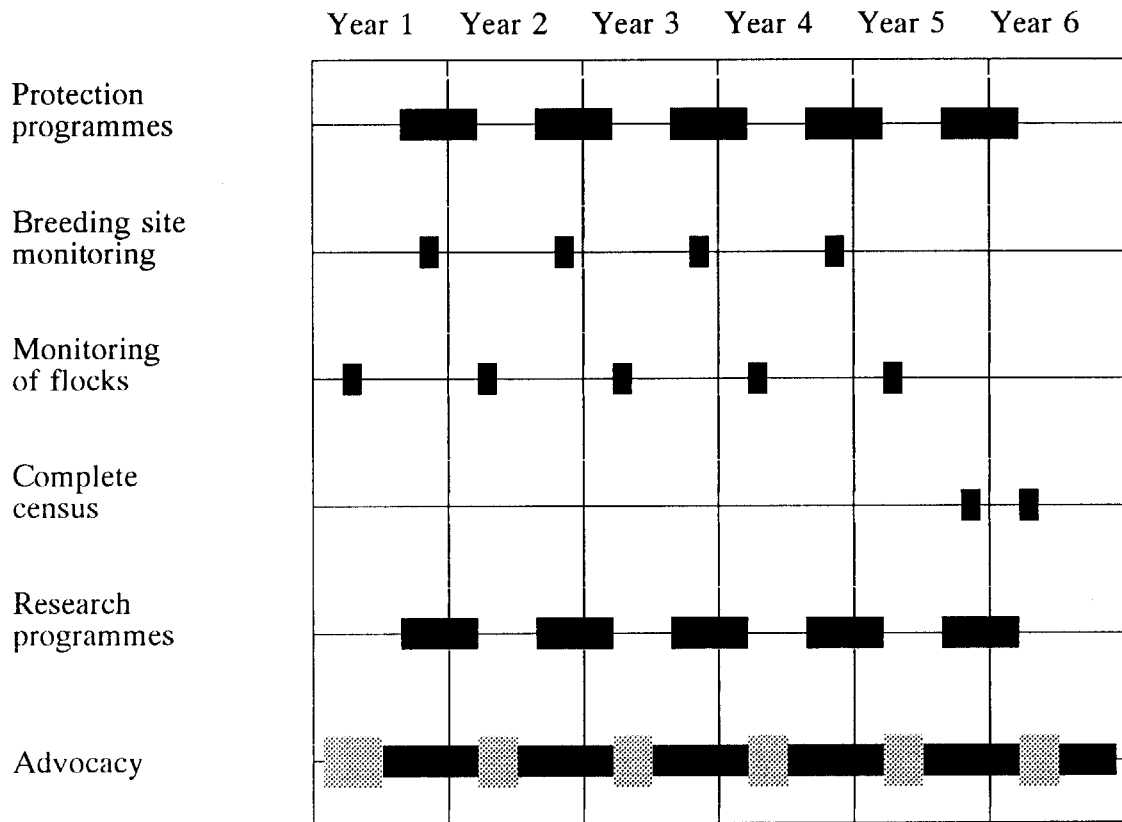 Year 1 Year 2 Year 3 Year 4 Year 5 Year 6
Protection
programmes
Breeding site
monitoring
Monitoring
of flocks
Complete
census
Research
programmes
Advocacy